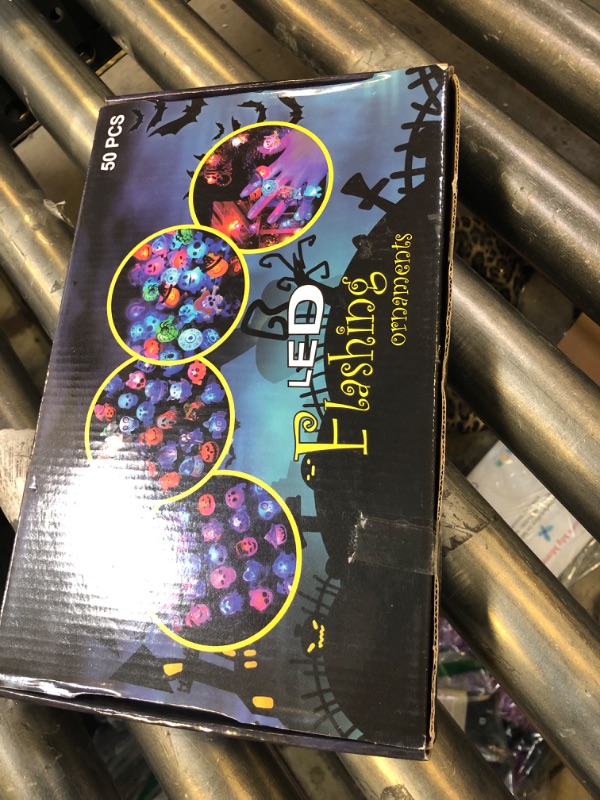 50 PCS
LED
Flashing
ornaments